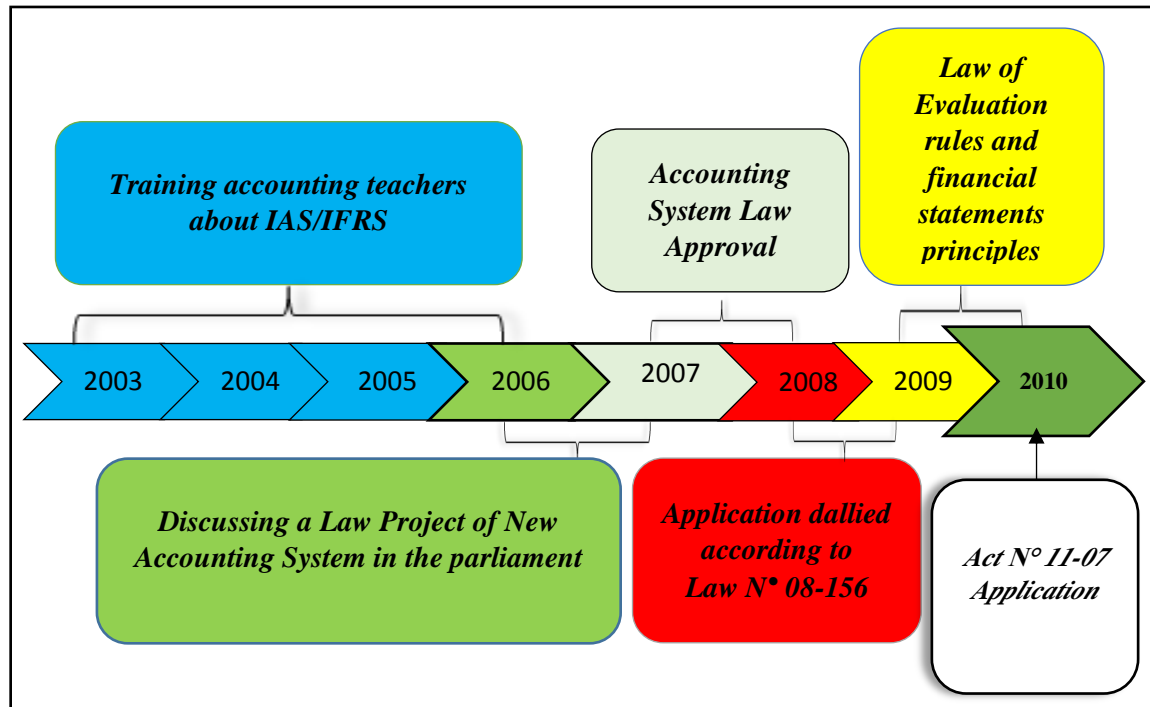 Law of
Evaluation
rules and
financial
statements
principles
Training accounting teachers
about IAS/IFRS
Accounting
System Law
Approval
2003
2004
2005
2006
2007
2008
2009
2010
Discussing a Law Project of New
Accounting System in the parliament
Application dallied
according to
Law N° 08-156
Act N° 11-07
Application